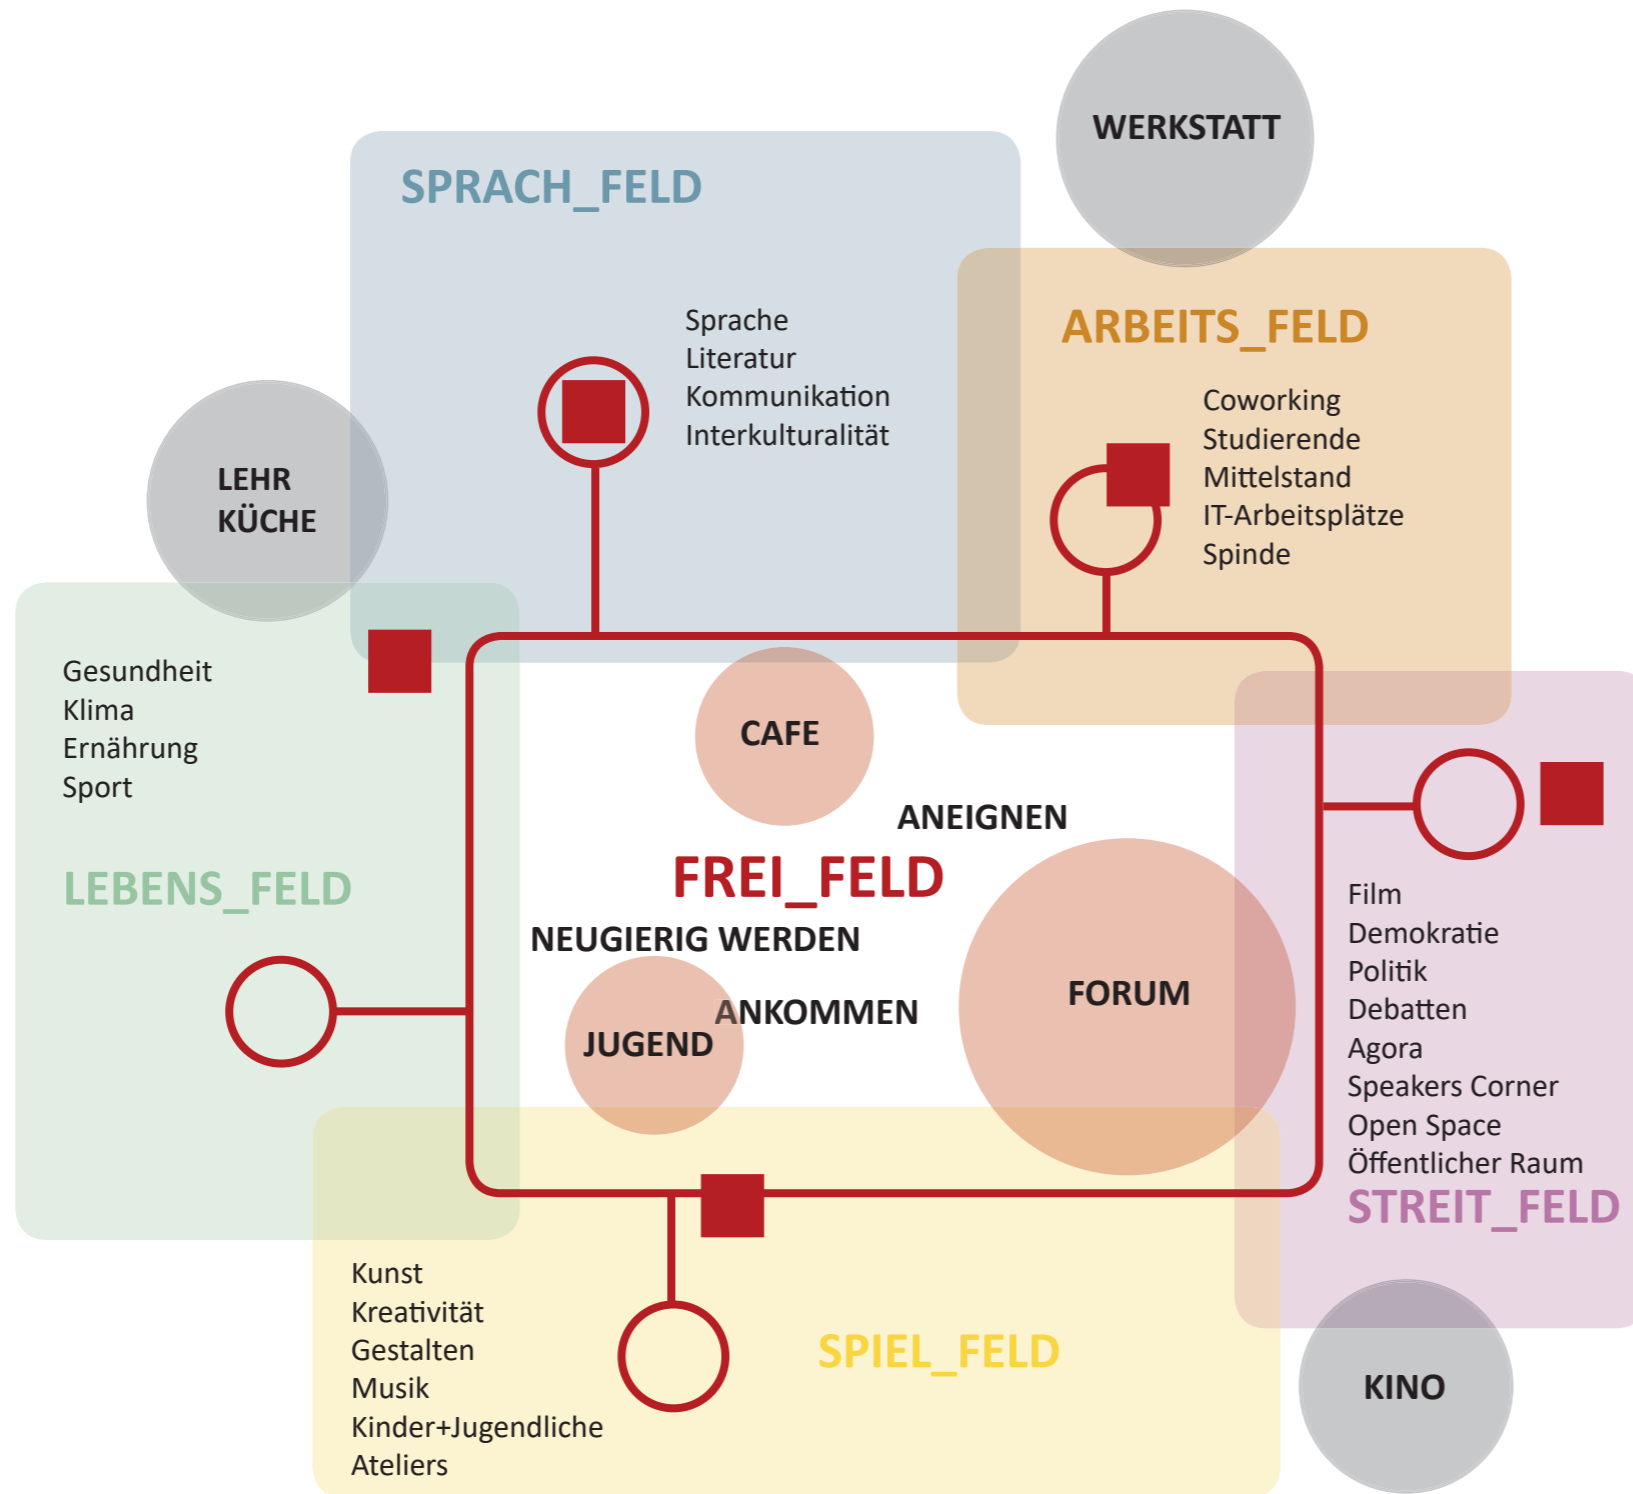 WERKSTATT
SPRACH_FELD
Sprache
Literatur
Kommunikation
Interkulturalität
ARBEITS_FELD
Coworking
Studierende
Mittelstand
IT-Arbeitsplätze
Spinde
LEHR
KÜCHE
Gesundheit
Klima
Ernährung
Sport
LEBENS_FELD
CAFE
ANEIGNEN
FREI_FELD
NEUGIERIG WERDEN
ANKOMMEN
JUGEND
FORUM
Film
Demokratie
Politik
Debatten
Agora
Speakers Corner
Open Space
Öffentlicher Raum
STREIT_FELD
Kunst
Kreativität
Gestalten
Musik
Kinder+Jugendliche
Ateliers
SPIEL_FELD
KINO